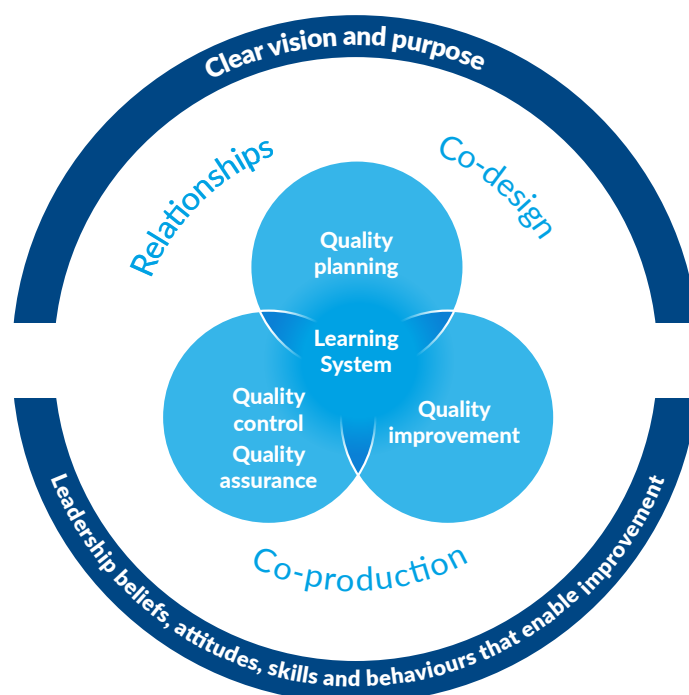 Clear vision and purpose
Relationships
Co-design
Quality
planning
Learning
System
Quality
control
Quality
assurance
Quality
improvement
Co-production
Leadership beliefs, attitudes, skills and behaviours that enable improvement